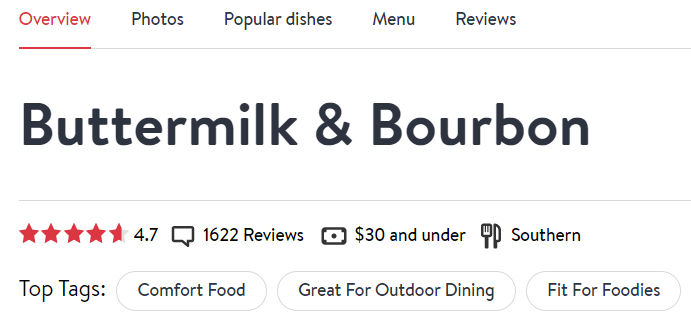 Overview Photos Popular dishes Menu Reviews
Buttermilk & Bourbon
4.7 1622 Reviews $30 and under Southern
Top Tags: Comfort Food Great For Outdoor Dining Fit For Foodies